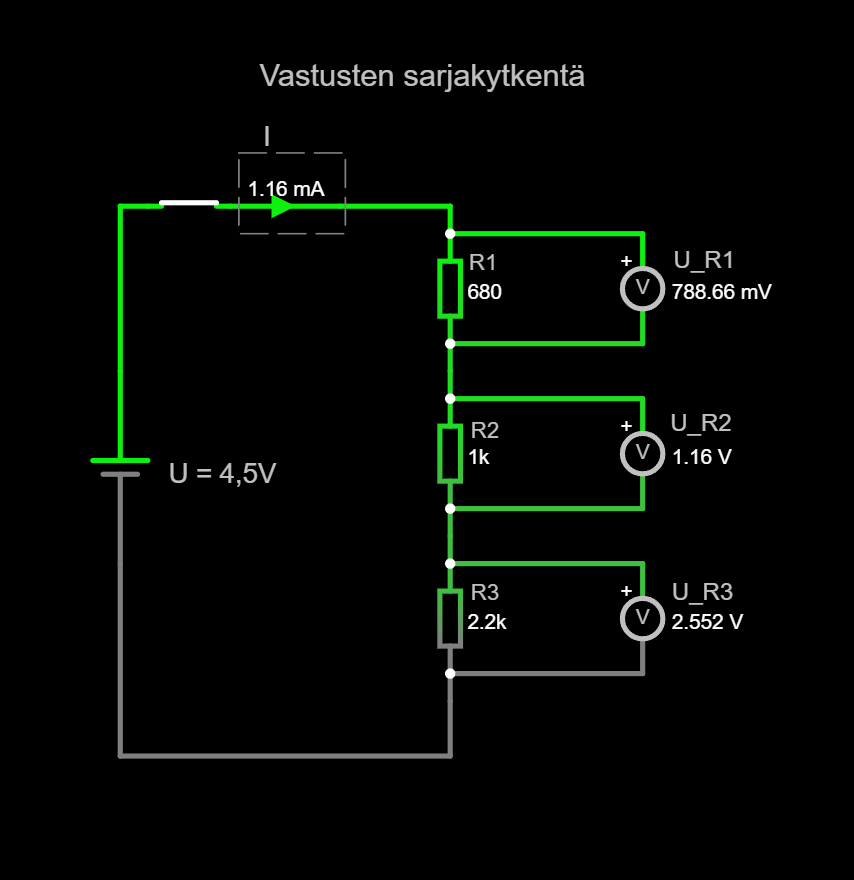 Vastusten sarjakytkentä
I
1.16 mA
R1
680
+
V
U_R1
788.66 mV
R2
1k
+
V
U_R2
1.16 V
U = 4,5V
R3
2.2k
+
V
U_R3
2.552 V